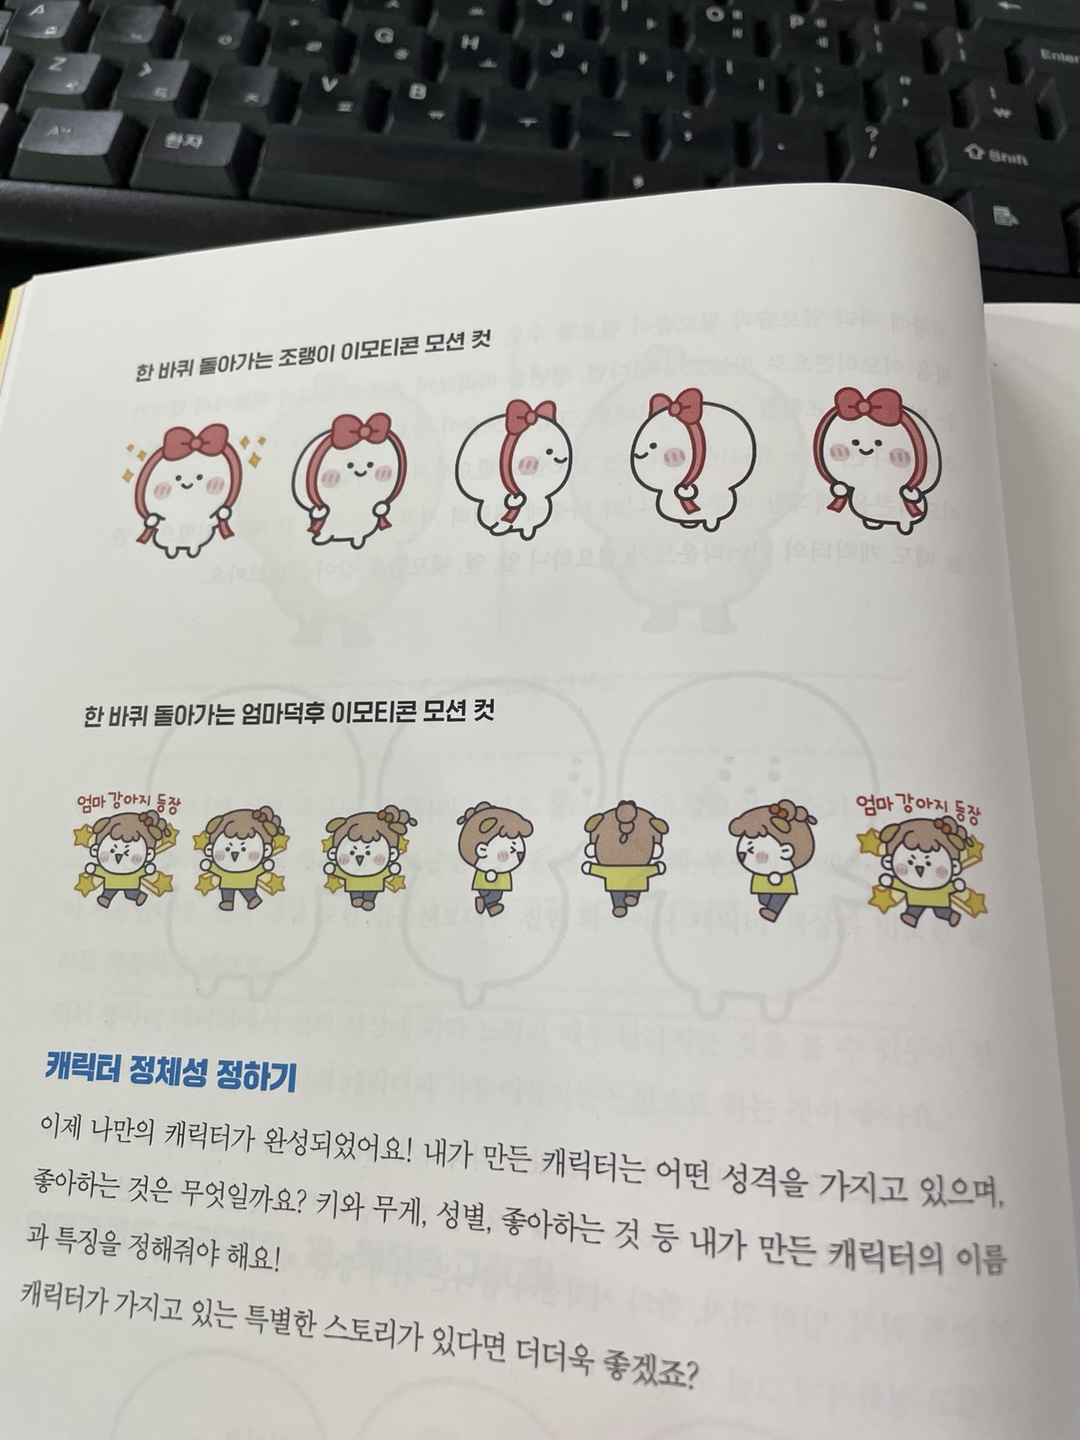 A
G
ㅎ
H
J
O
P
Enter
Z
V
ㅍ
B
ㅠ
한자
?
/
Shift
한 바퀴 돌아가는 조랭이 이모티콘 모션 컷
한 바퀴 돌아가는 엄마덕후 이모티콘 모션 컷
엄마 강아지 등장
엄마 강아지 등장
캐릭터 정체성 정하기
이제 나만의 캐릭터가 완성되었어요! 내가 만든 캐릭터는 어떤 성격을 가지고 있으며,
좋아하는 것은 무엇일까요? 키와 무게, 성별, 좋아하는 것 등 내가 만든 캐릭터의 이름
과 특징을 정해줘야 해요!
캐릭터가 가지고 있는 특별한 스토리가 있다면 더더욱 좋겠죠?